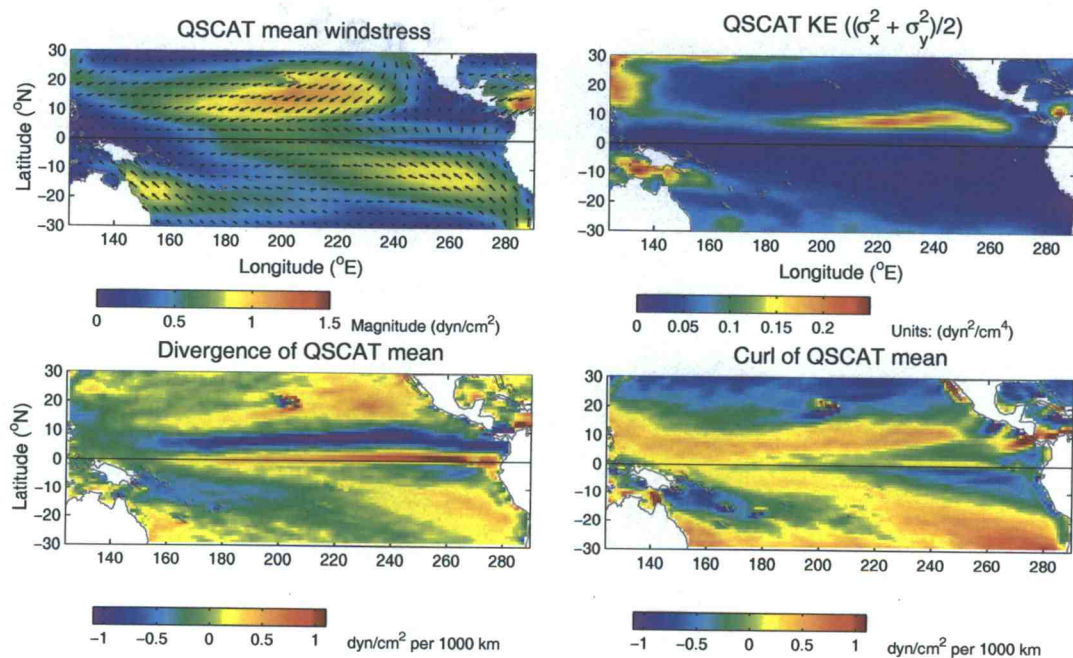 QSCAT mean windstress
30
20
10
0
−10
−20
−30
Latitude (°N)
140 160 180 200 220 240 260 280
Longitude (°E)
0 0.5 1 1.5
Magnitude (dyn/cm²)
QSCAT KE ((σ²x + σ²y)/2)
30
20
10
0
−10
−20
−30
140 160 180 200 220 240 260 280
Longitude (°E)
0 0.05 0.1 0.15 0.2
Units: (dyn²/cm⁴)
Divergence of QSCAT mean
30
20
10
0
−10
−20
−30
Latitude (°N)
140 160 180 200 220 240 260 280
−1 −0.5 0 0.5 1
dyn/cm² per 1000 km
Curl of QSCAT mean
30
20
10
0
−10
−20
−30
140 160 180 200 220 240 260 280
−1 −0.5 0 0.5 1
dyn/cm² per 1000 km